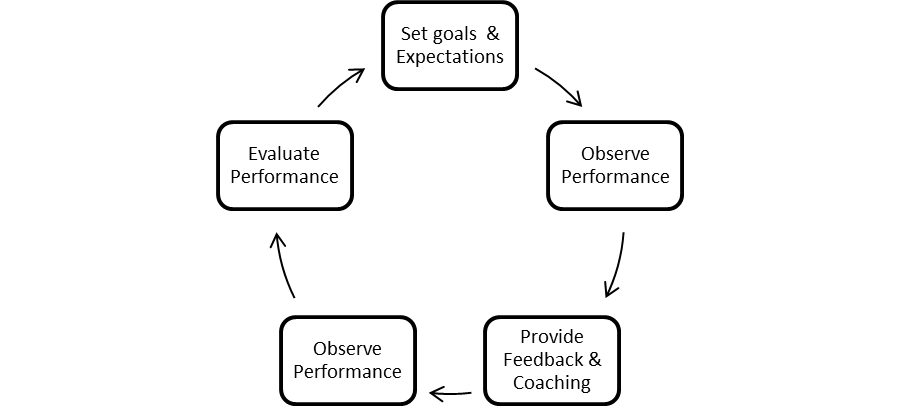 Set goals  &
Expectations
Observe
Performance
Provide
Feedback &
Coaching
Observe
Performance
Evaluate
Performance